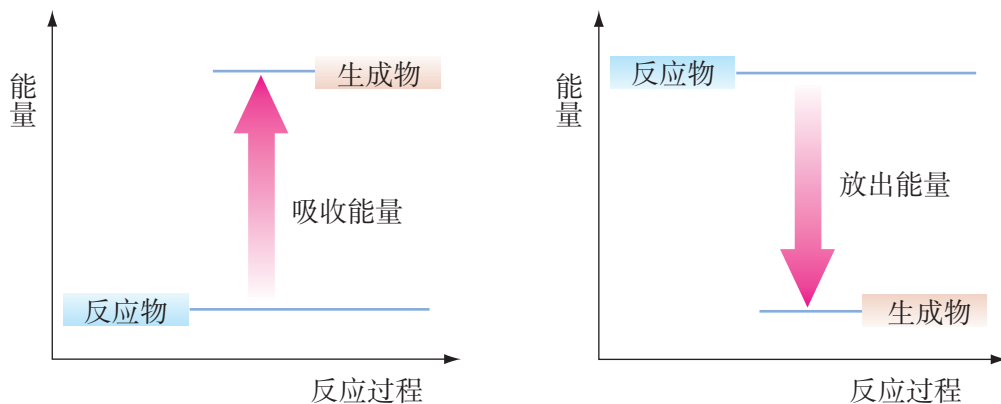 能量
生成物
吸收能量
反应物
反应过程
能量
反应物
放出能量
生成物
反应过程